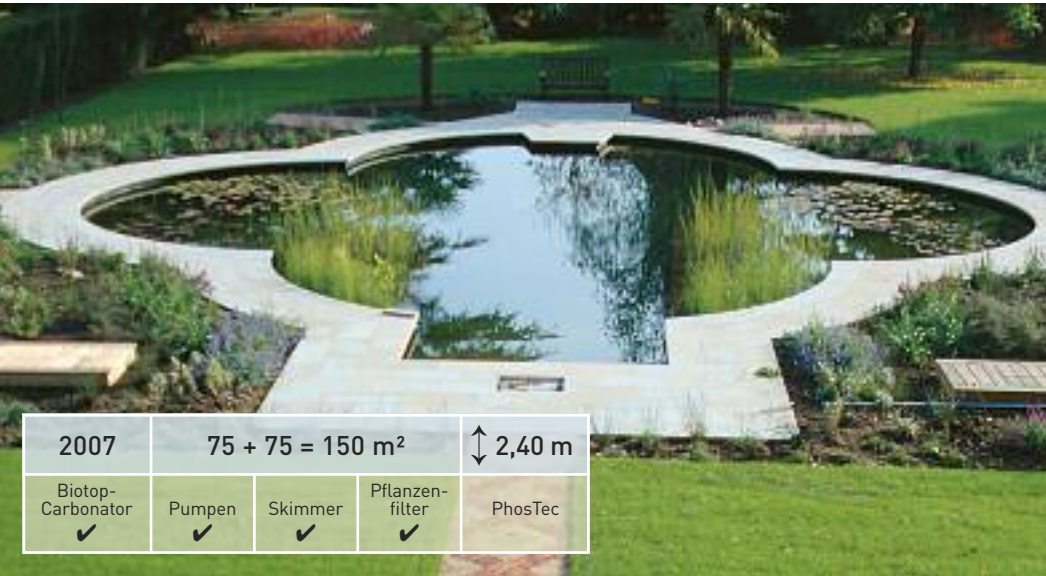 2007
75 + 75 = 150 m²
↕ 2,40 m
Biotop-
Carbonator
✔
Pumpen
✔
Skimmer
✔
Pflanzen-
filter
✔
PhosTec